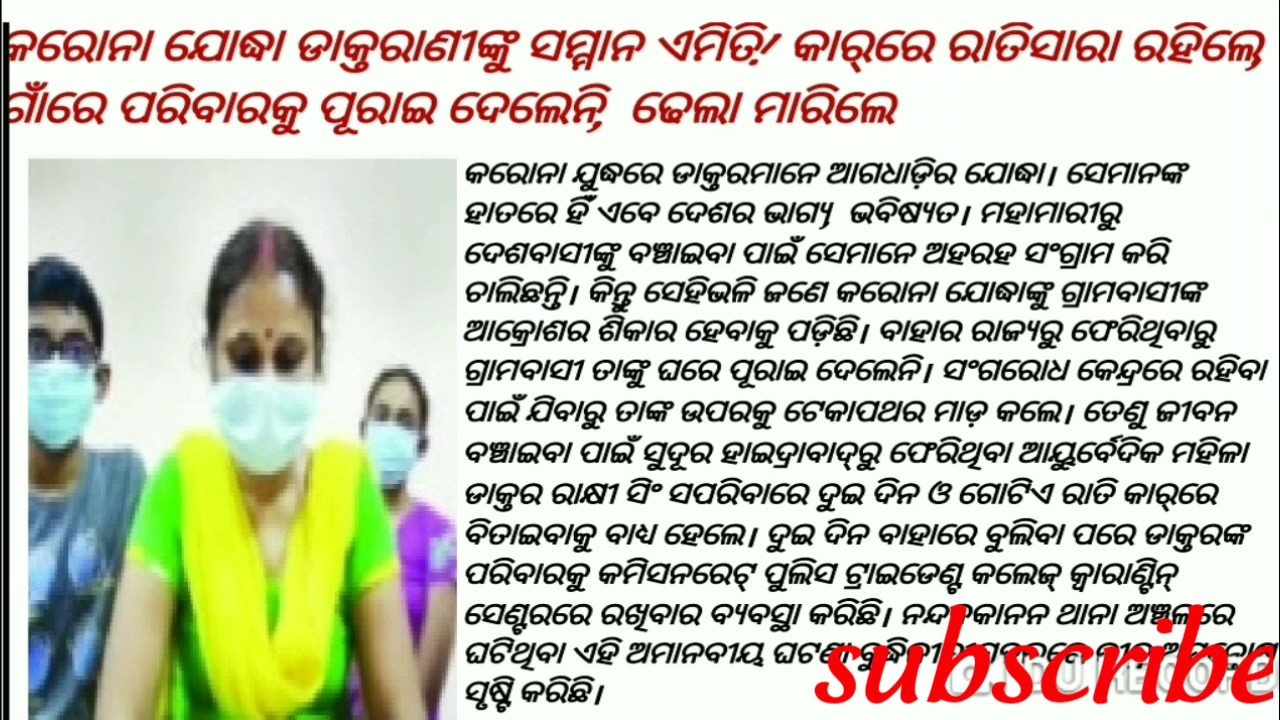 କରୋନା ଯୋଦ୍ଧା ଡାକ୍ତରାଣୀଙ୍କୁ ସମ୍ମାନ ଏମିତି! କାର୍‌ରେ ରାତିସାରା ରହିଲେ,
ଗାଁରେ ପରିବାରକୁ ପୂରାଇ ଦେଲେନି, ଢେଲା ମାରିଲେ
କରୋନା ଯୁଦ୍ଧରେ ଡାକ୍ତରମାନେ ଆଗଧାଡ଼ିର ଯୋଦ୍ଧା। ସେମାନଙ୍କ
ହାତରେ ହିଁ ଏବେ ଦେଶର ଭାଗ୍ୟ ଭବିଷ୍ୟତ। ମହାମାରୀରୁ
ଦେଶବାସୀଙ୍କୁ ବଞ୍ଚାଇବା ପାଇଁ ସେମାନେ ଅହରହ ସଂଗ୍ରାମ କରି
ଚାଲିଛନ୍ତି। କିନ୍ତୁ ସେହିଭଳି ଜଣେ କରୋନା ଯୋଦ୍ଧାଙ୍କୁ ଗ୍ରାମବାସୀଙ୍କ
ଆକ୍ରୋଶର ଶିକାର ହେବାକୁ ପଡ଼ିଛି। ବାହାର ରାଜ୍ୟରୁ ଫେରିଥିବାରୁ
ଗ୍ରାମବାସୀ ତାଙ୍କୁ ଘରେ ପୂରାଇ ଦେଲେନି। ସଂଗରୋଧ କେନ୍ଦ୍ରରେ ରହିବା
ପାଇଁ ଯିବାରୁ ତାଙ୍କ ଉପରକୁ ଟେକାପଥର ମାଡ଼ କଲେ। ତେଣୁ ଜୀବନ
ବଞ୍ଚାଇବା ପାଇଁ ସୁଦୂର ହାଇଦ୍ରାବାଦ୍‌ରୁ ଫେରିଥିବା ଆୟୁର୍ବେଦିକ ମହିଳା
ଡାକ୍ତର ରାକ୍ଷୀ ସିଂ ସପରିବାରେ ଦୁଇ ଦିନ ଓ ଗୋଟିଏ ରାତି କାର୍‌ରେ
ବିତାଇବାକୁ ବାଧ୍ୟ ହେଲେ। ଦୁଇ ଦିନ ବାହାରେ ବୁଲିବା ପରେ ଡାକ୍ତରଙ୍କ
ପରିବାରକୁ କମିସନରେଟ୍ ପୁଲିସ ଟ୍ରାଇଡେଣ୍ଟ କଲେଜ୍ କ୍ୱାରାଣ୍ଟିନ୍
ସେଣ୍ଟରରେ ରଖିବାର ବ୍ୟବସ୍ଥା କରିଛି। ନନ୍ଦନକାନନ ଥାନା ଅଞ୍ଚଳରେ
ଘଟିଥିବା ଏହି ଅମାନବୀୟ ଘଟଣା
ସୃଷ୍ଟି କରିଛି।
subscribe